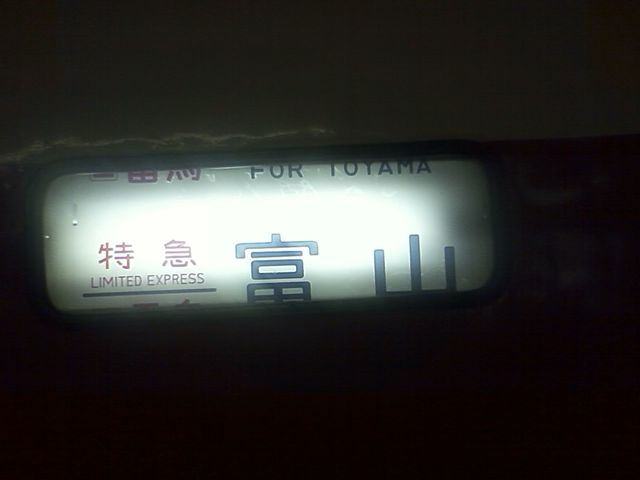 FOR TOYAMA
特急 富山
LIMITED EXPRESS